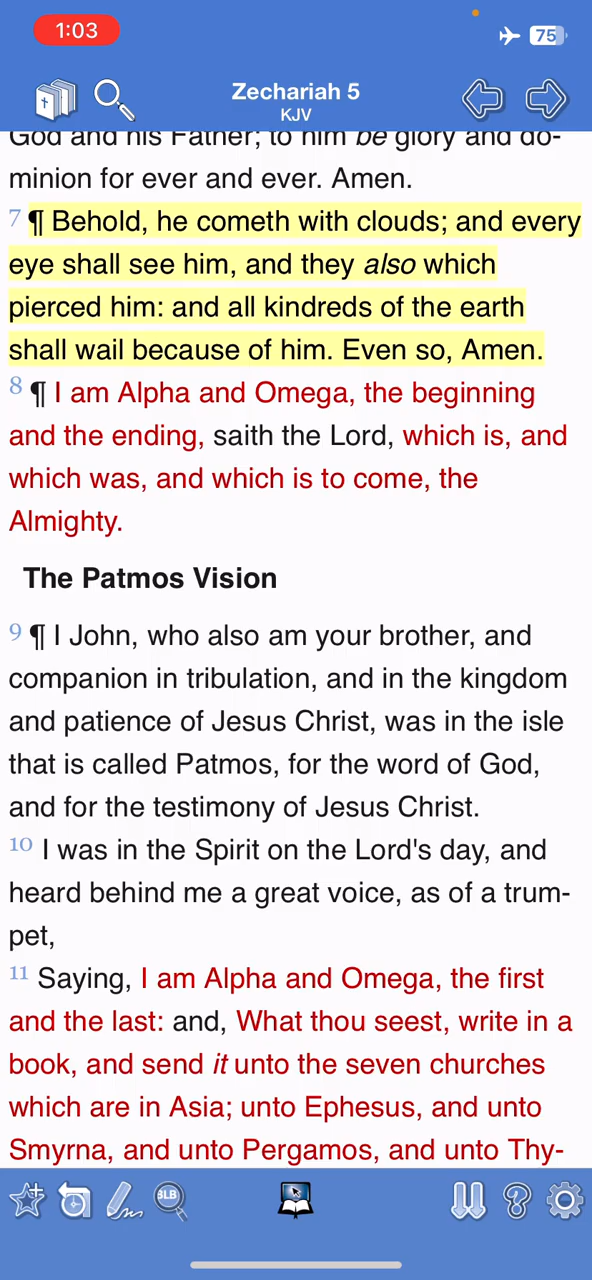 1:03
75
Zechariah 5
KJV
God and his Father; to him be glory and do-
minion for ever and ever. Amen.
7 ¶ Behold, he cometh with clouds; and every
eye shall see him, and they also which
pierced him: and all kindreds of the earth
shall wail because of him. Even so, Amen.
8 ¶ I am Alpha and Omega, the beginning
and the ending, saith the Lord, which is, and
which was, and which is to come, the
Almighty.
The Patmos Vision
9 ¶ I John, who also am your brother, and
companion in tribulation, and in the kingdom
and patience of Jesus Christ, was in the isle
that is called Patmos, for the word of God,
and for the testimony of Jesus Christ.
10 I was in the Spirit on the Lord's day, and
heard behind me a great voice, as of a trum-
pet,
11 Saying, I am Alpha and Omega, the first
and the last: and, What thou seest, write in a
book, and send it unto the seven churches
which are in Asia; unto Ephesus, and unto
Smyrna, and unto Pergamos, and unto Thy-
BLB